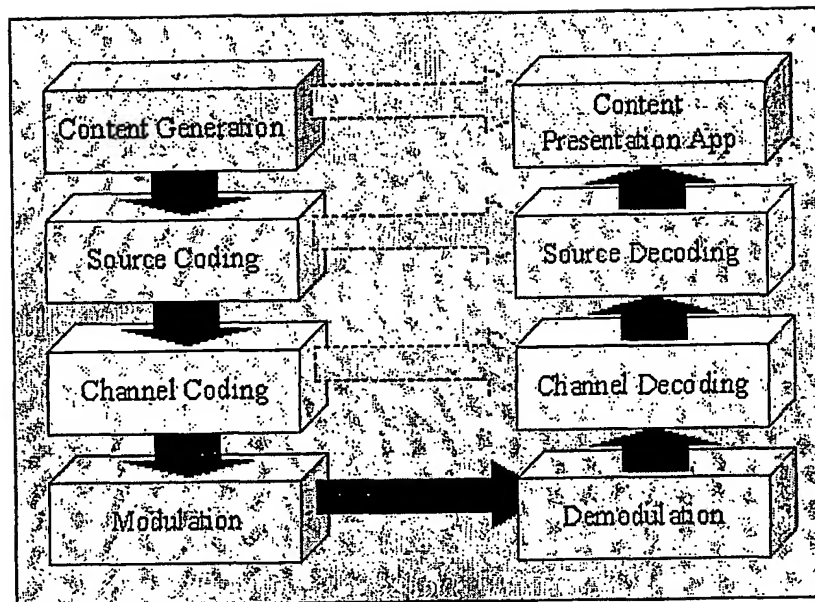 Content Generation
Source Coding
Channel Coding
Modulation
Content
Presentation App
Source Decoding
Channel Decoding
Demodulation